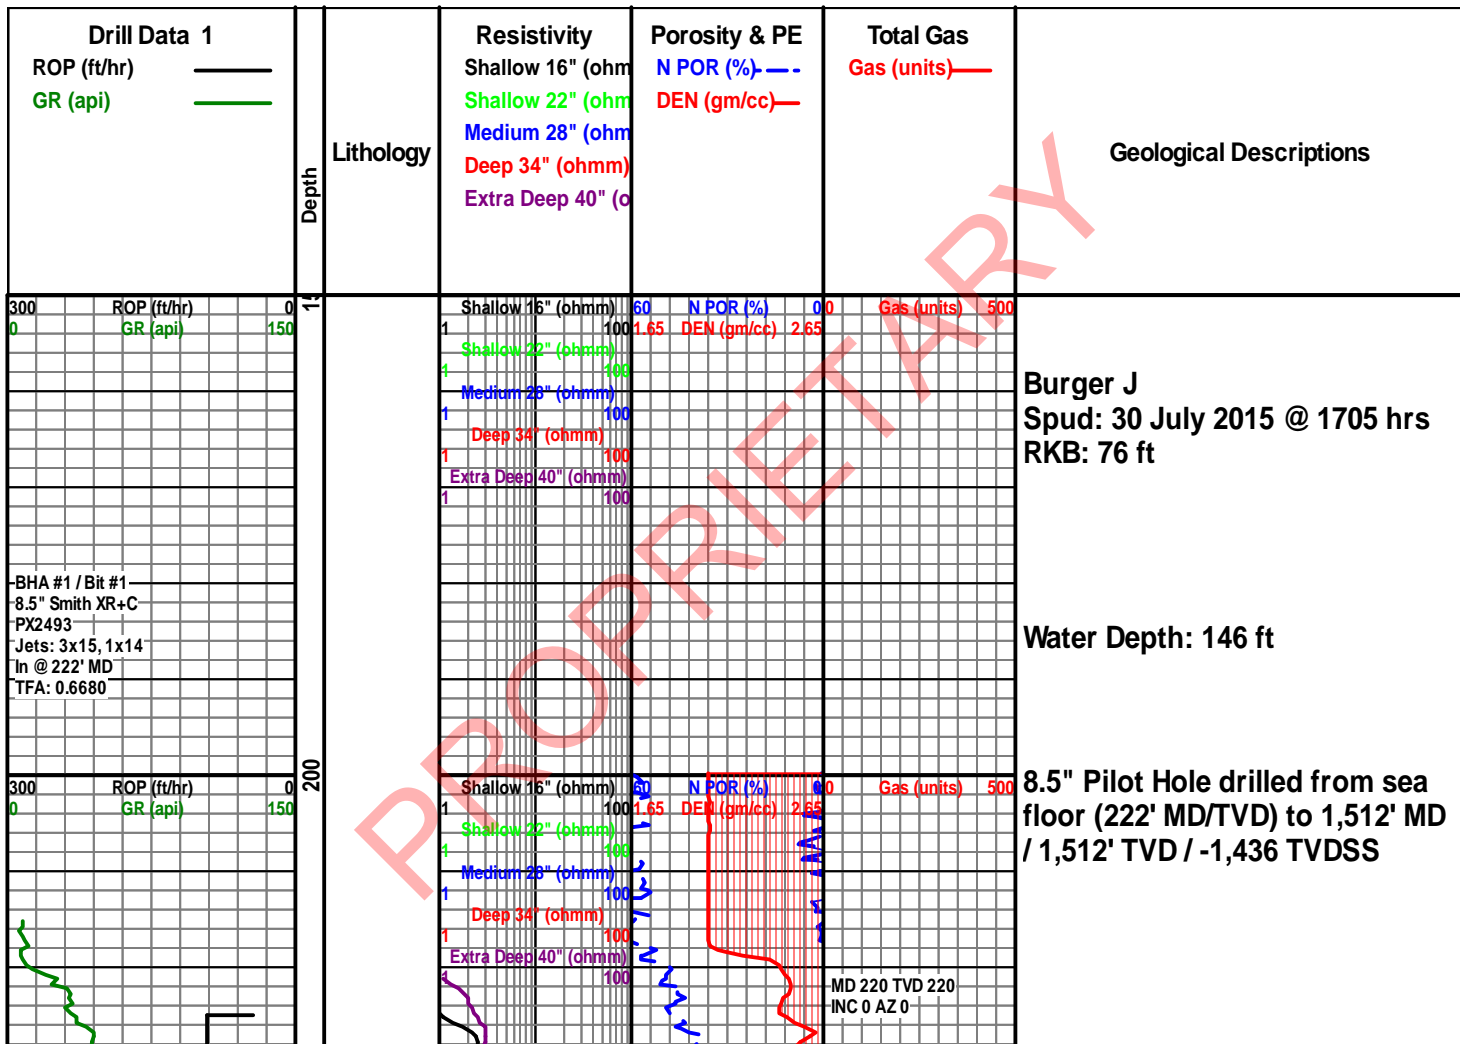 Drill Data 1
ROP (ft/hr)
GR (api)
Depth
Lithology
Resistivity
Shallow 16" (ohm
Shallow 22" (ohm
Medium 28" (ohm
Deep 34" (ohmm)
Extra Deep 40" (o
Porosity & PE
N POR (%)
DEN (gm/cc)
Total Gas
Gas (units)
Geological Descriptions
300 ROP (ft/hr) 0
0 GR (api) 150
Shallow 16" (ohmm)
1 100
Shallow 22" (ohmm)
1 100
Medium 28" (ohmm)
1 100
Deep 34" (ohmm)
1 100
Extra Deep 40" (ohmm)
1 100
60 N POR (%) 0
1.65 DEN (gm/cc) 2.65
0 Gas (units) 500
Burger J
Spud: 30 July 2015 @ 1705 hrs
RKB: 76 ft
BHA #1 / Bit #1
8.5" Smith XR+C
PX2493
Jets: 3x15, 1x14
In @ 222' MD
TFA: 0.6680
Water Depth: 146 ft
200
300 ROP (ft/hr) 0
0 GR (api) 150
Shallow 16" (ohmm)
1 100
Shallow 22" (ohmm)
1 100
Medium 28" (ohmm)
1 100
Deep 34" (ohmm)
1 100
Extra Deep 40" (ohmm)
1 100
60 N POR (%) 0
1.65 DEN (gm/cc) 2.65
0 Gas (units) 500
8.5" Pilot Hole drilled from sea
floor (222' MD/TVD) to 1,512' MD
/ 1,512' TVD / -1,436 TVDSS
MD 220 TVD 220
INC 0 AZ 0
PROPRIETARY